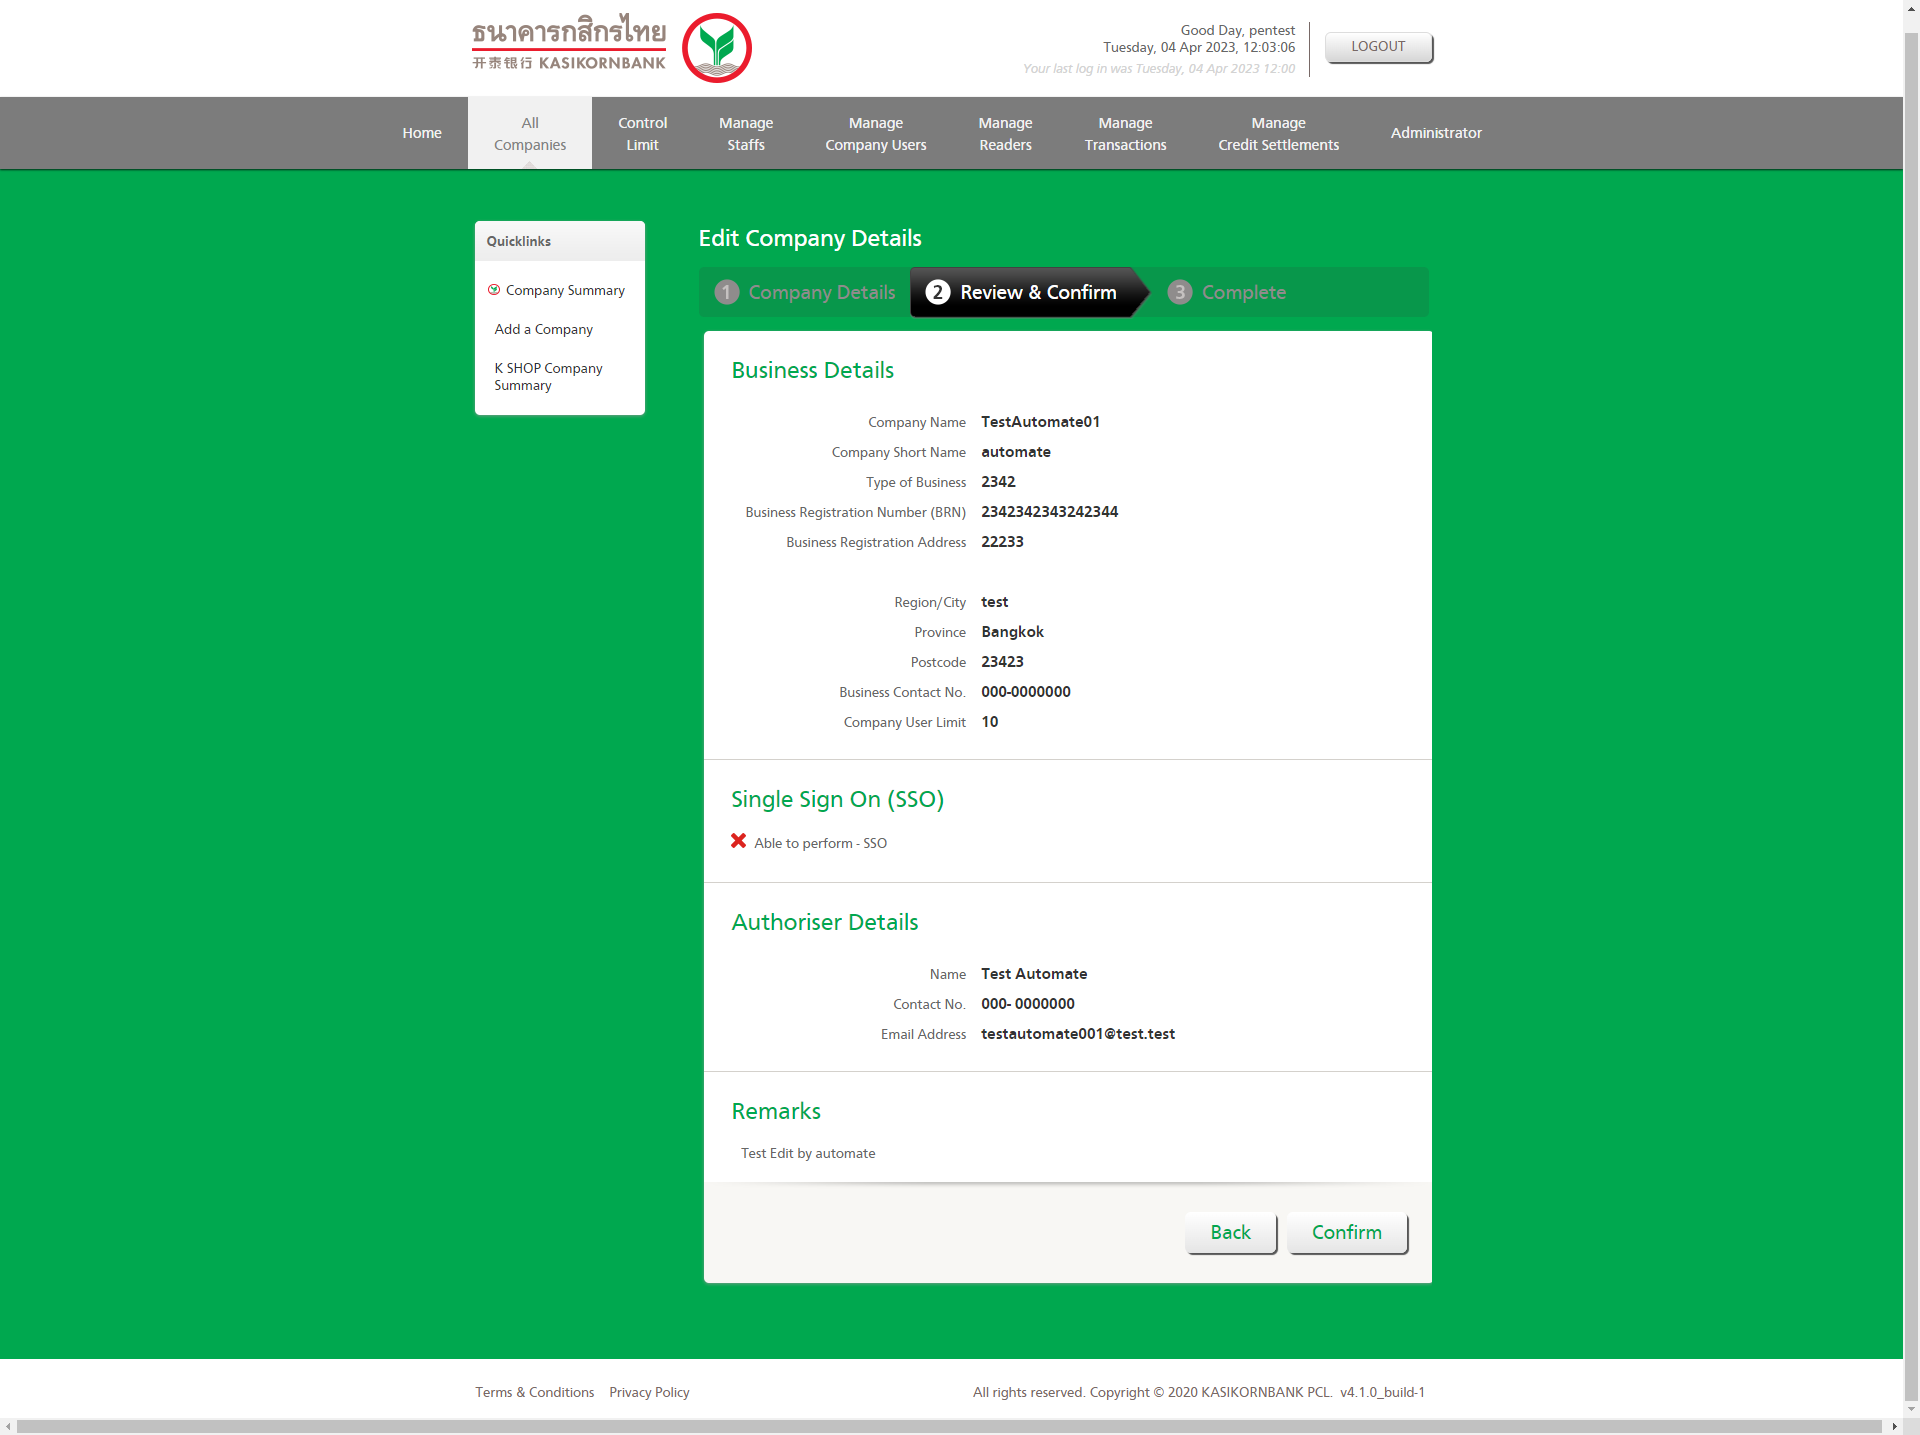 ธนาคารกสิกรไทย
开泰银行 KASIKORNBANK
Good Day, pentest
Tuesday, 04 Apr 2023, 12:03:06
Your last log in was Tuesday, 04 Apr 2023 12:00
LOGOUT
Home
All
Companies
Control
Limit
Manage
Staffs
Manage
Company Users
Manage
Readers
Manage
Transactions
Manage
Credit Settlements
Administrator
Quicklinks
Company Summary
Add a Company
K SHOP Company
Summary
Edit Company Details
1 Company Details
2 Review & Confirm
3 Complete
Business Details
Company Name TestAutomate01
Company Short Name automate
Type of Business 2342
Business Registration Number (BRN) 2342342343242344
Business Registration Address 22233
Region/City test
Province Bangkok
Postcode 23423
Business Contact No. 000-0000000
Company User Limit 10
Single Sign On (SSO)
Able to perform - SSO
Authoriser Details
Name Test Automate
Contact No. 000- 0000000
Email Address testautomate001@test.test
Remarks
Test Edit by automate
Back
Confirm
Terms & Conditions Privacy Policy
All rights reserved. Copyright © 2020 KASIKORNBANK PCL. v4.1.0_build-1